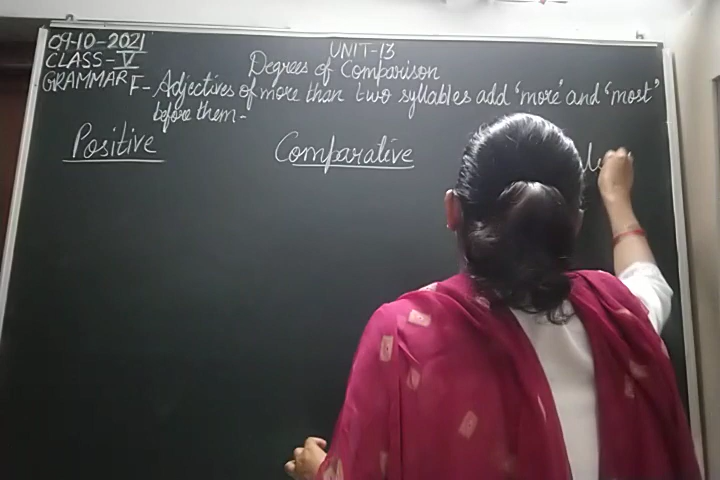 09-10-2021
CLASS-V
GRAMMAR
UNIT-13
Degrees of Comparison
F- Adjectives of more than two syllables add "more" and "most"
before them-
Positive Comparative